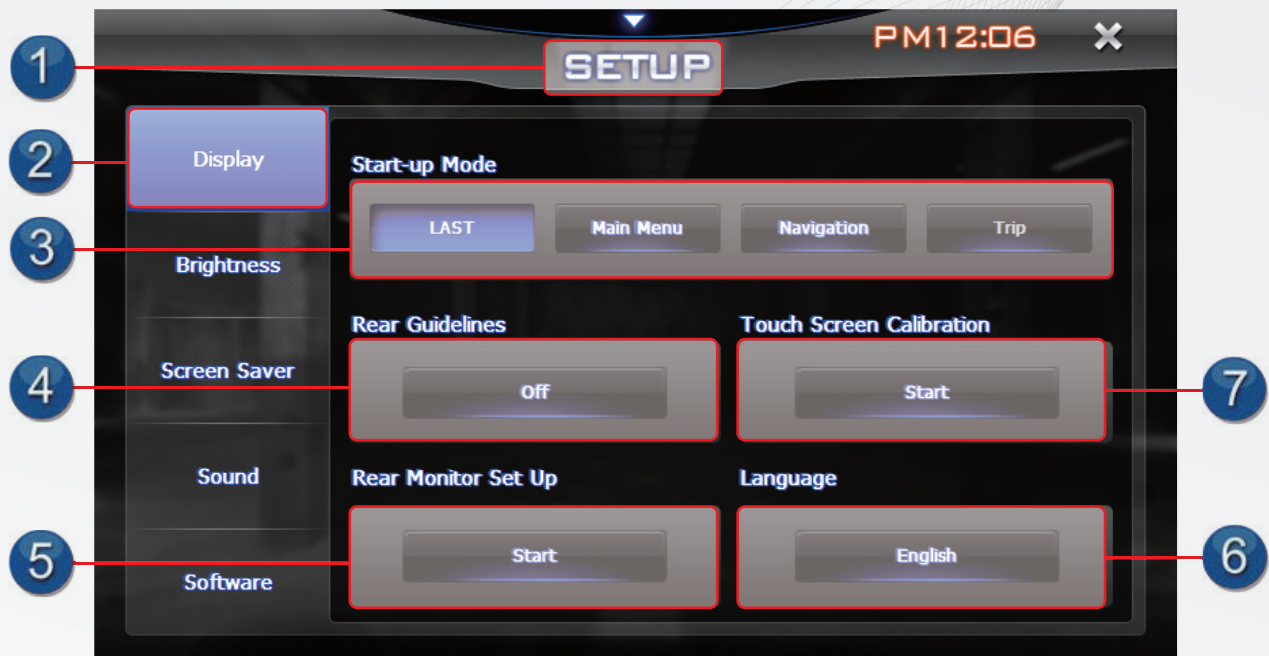 PM12:06
1
SETUP
2
Display
Start-up Mode
3
LAST
Main Menu
Navigation
Trip
Brightness
Rear Guidelines
Touch Screen Calibration
Screen Saver
4
Off
Start
7
Sound
Rear Monitor Set Up
Language
5
Start
English
6
Software